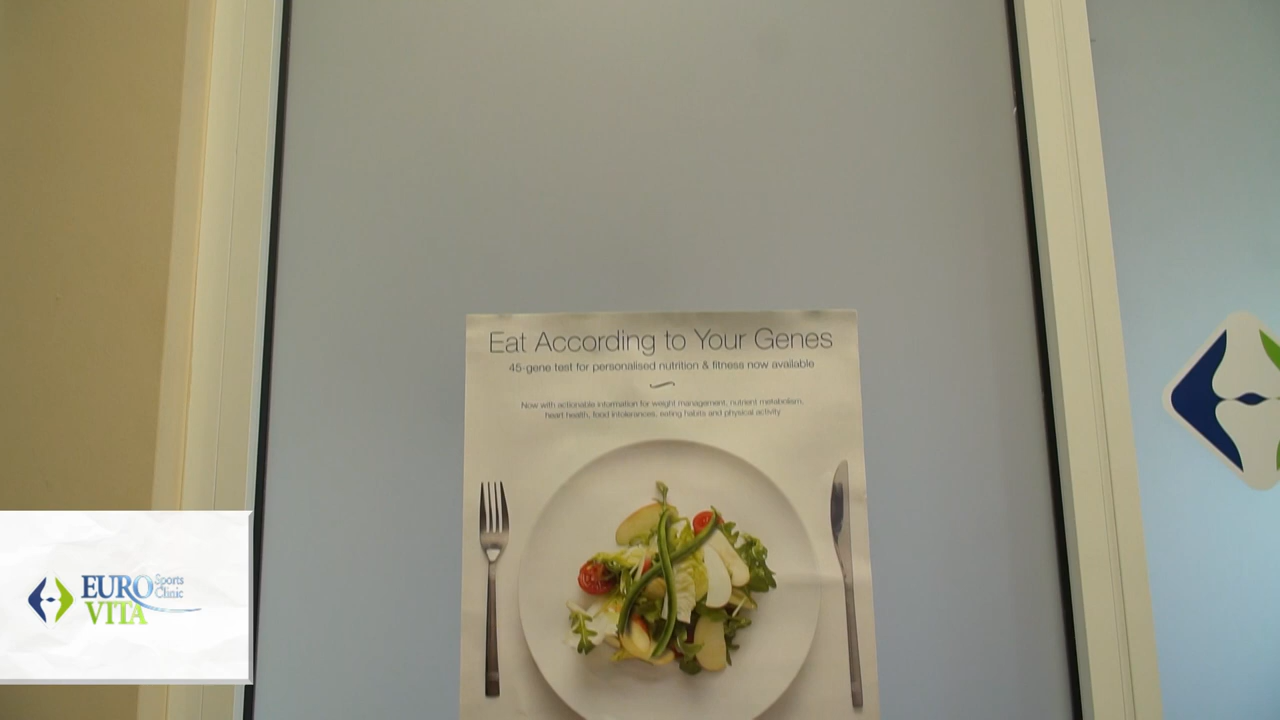 Eat According to Your Genes
45-gene test for personalised nutrition & fitness now available
Now with actionable information for weight management, nutrient metabolism,
heart health, food intolerances, eating habits and physical activity
EURO Sports
Clinic
VITA